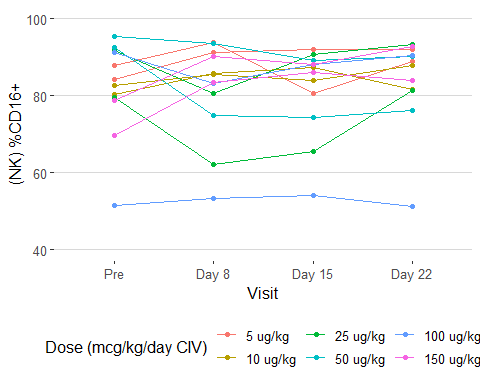 100
80
60
40
(NK) %CD16+
Pre Day 8 Day 15 Day 22
Visit
Dose (mcg/kg/day CIV)
5 ug/kg 25 ug/kg 100 ug/kg
10 ug/kg 50 ug/kg 150 ug/kg